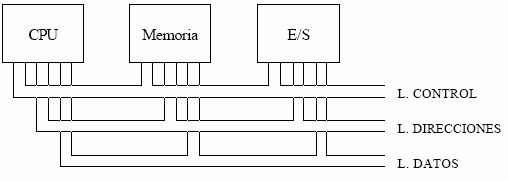 CPU
Memoria
E/S
L. CONTROL
L. DIRECCIONES
L. DATOS